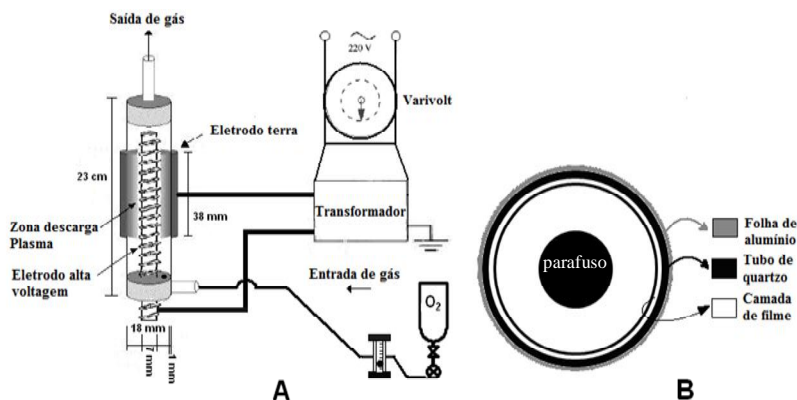 Saída de gás
220 V
Varivolt
Eletrodo terra
23 cm
38 mm
Zona descarga
Plasma
Transformador
Eletrodo alta
voltagem
Entrada de gás
O2
18 mm
7 mm
1 mm
A
parafuso
Folha de
alumínio
Tubo de
quartzo
Camada
de filme
B